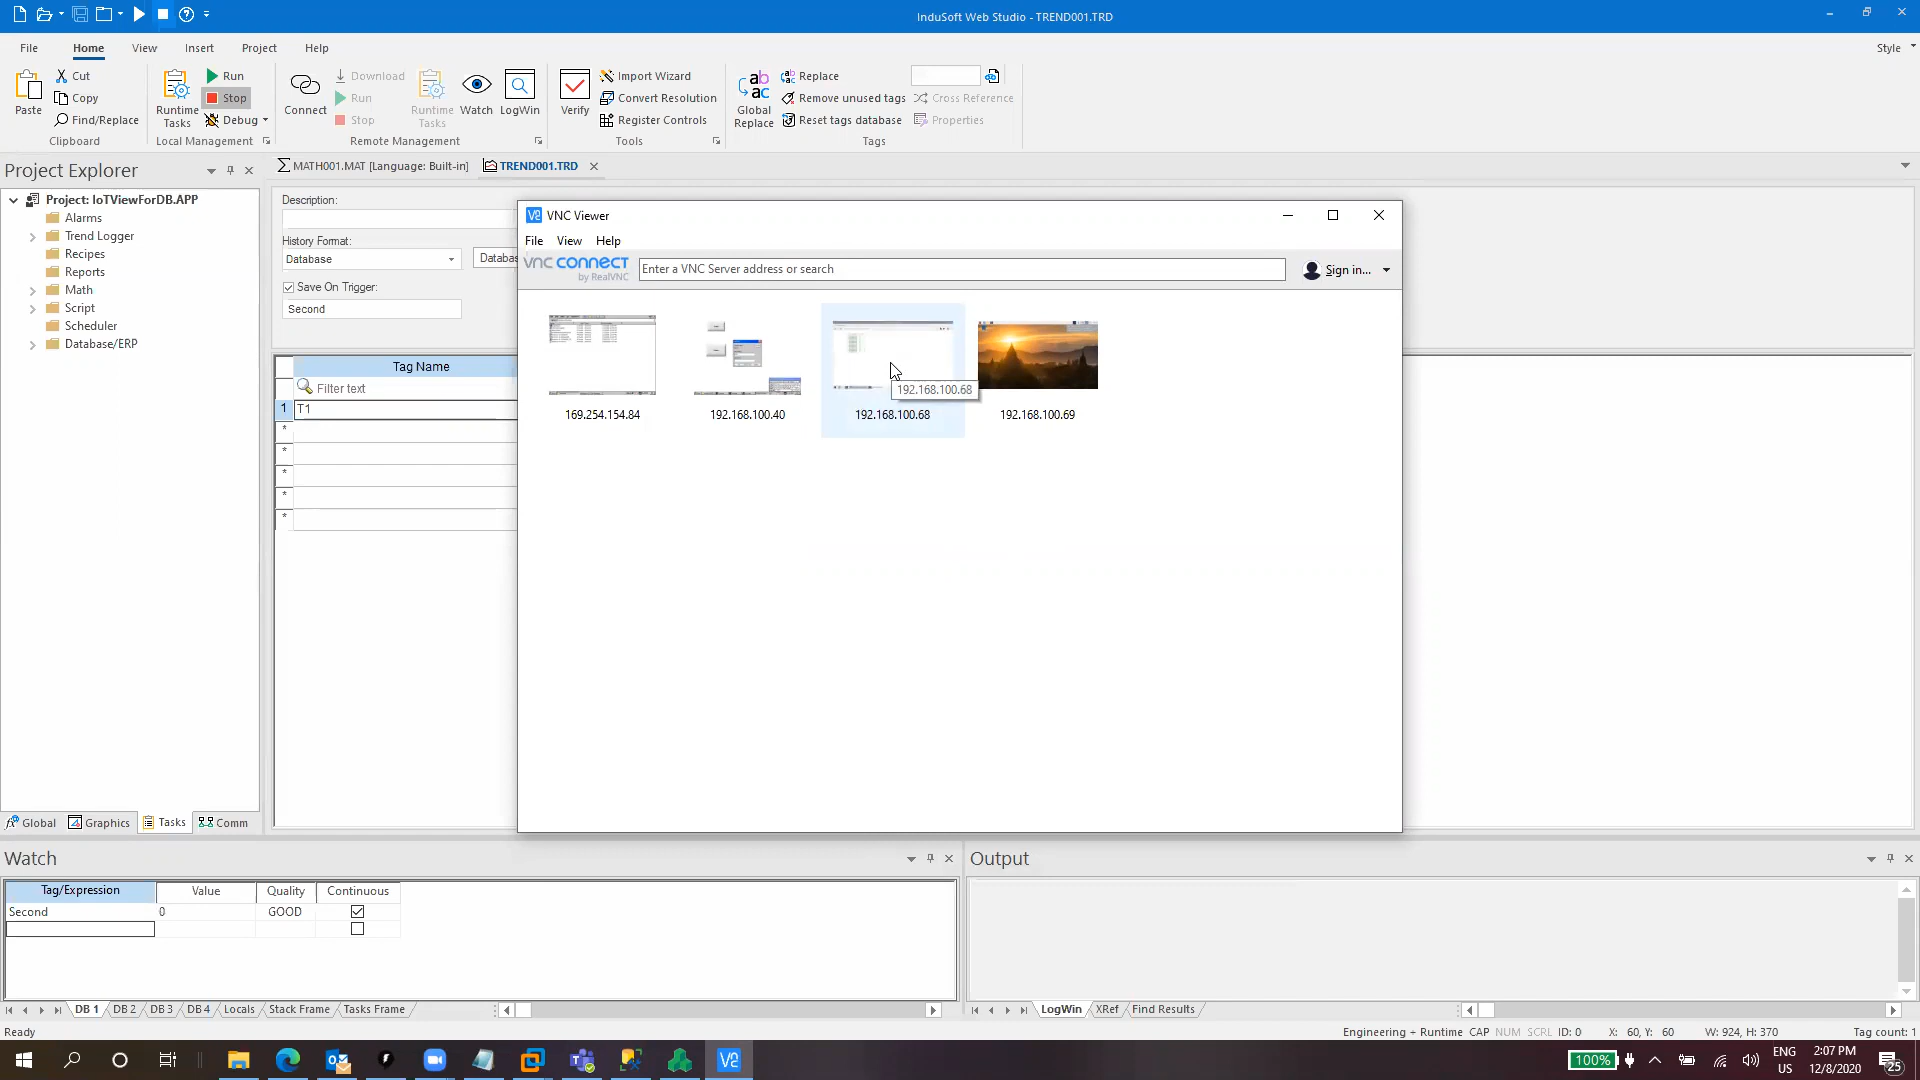 InduSoft Web Studio - TREND001.TRD
File Home View Insert Project Help Style
Paste Cut Copy Find/Replace Clipboard
Runtime Tasks Run Stop Debug Local Management
Connect Download Run Stop Runtime Tasks Watch LogWin Remote Management
Verify Import Wizard Convert Resolution Register Controls Tools
Global Replace Replace Remove unused tags Reset tags database Cross Reference Properties Tags
Project Explorer
MATH001.MAT [Language: Built-in] TREND001.TRD
Project: IoTViewForDB.APP
Alarms
Trend Logger
Recipes
Reports
Math
Script
Scheduler
Database/ERP
Global Graphics Tasks Comm
Description:
History Format:
Database
Save On Trigger:
Second
Tag Name
Filter text
1 T1
*
*
*
*
*
VNC Viewer
File View Help
VNC CONNECT
by RealVNC
Enter a VNC Server address or search
Sign in...
169.254.154.84
192.168.100.40
192.168.100.68
192.168.100.68
192.168.100.69
Watch
Tag/Expression Value Quality Continuous
Second 0 GOOD
DB 1 DB 2 DB 3 DB 4 Locals Stack Frame Tasks Frame
Output
LogWin XRef Find Results
Ready
Engineering + Runtime CAP NUM SCRL ID: 0 X: 60, Y: 60 W: 924, H: 370 Tag count: 1
100%
ENG
US
2:07 PM
12/8/2020
25